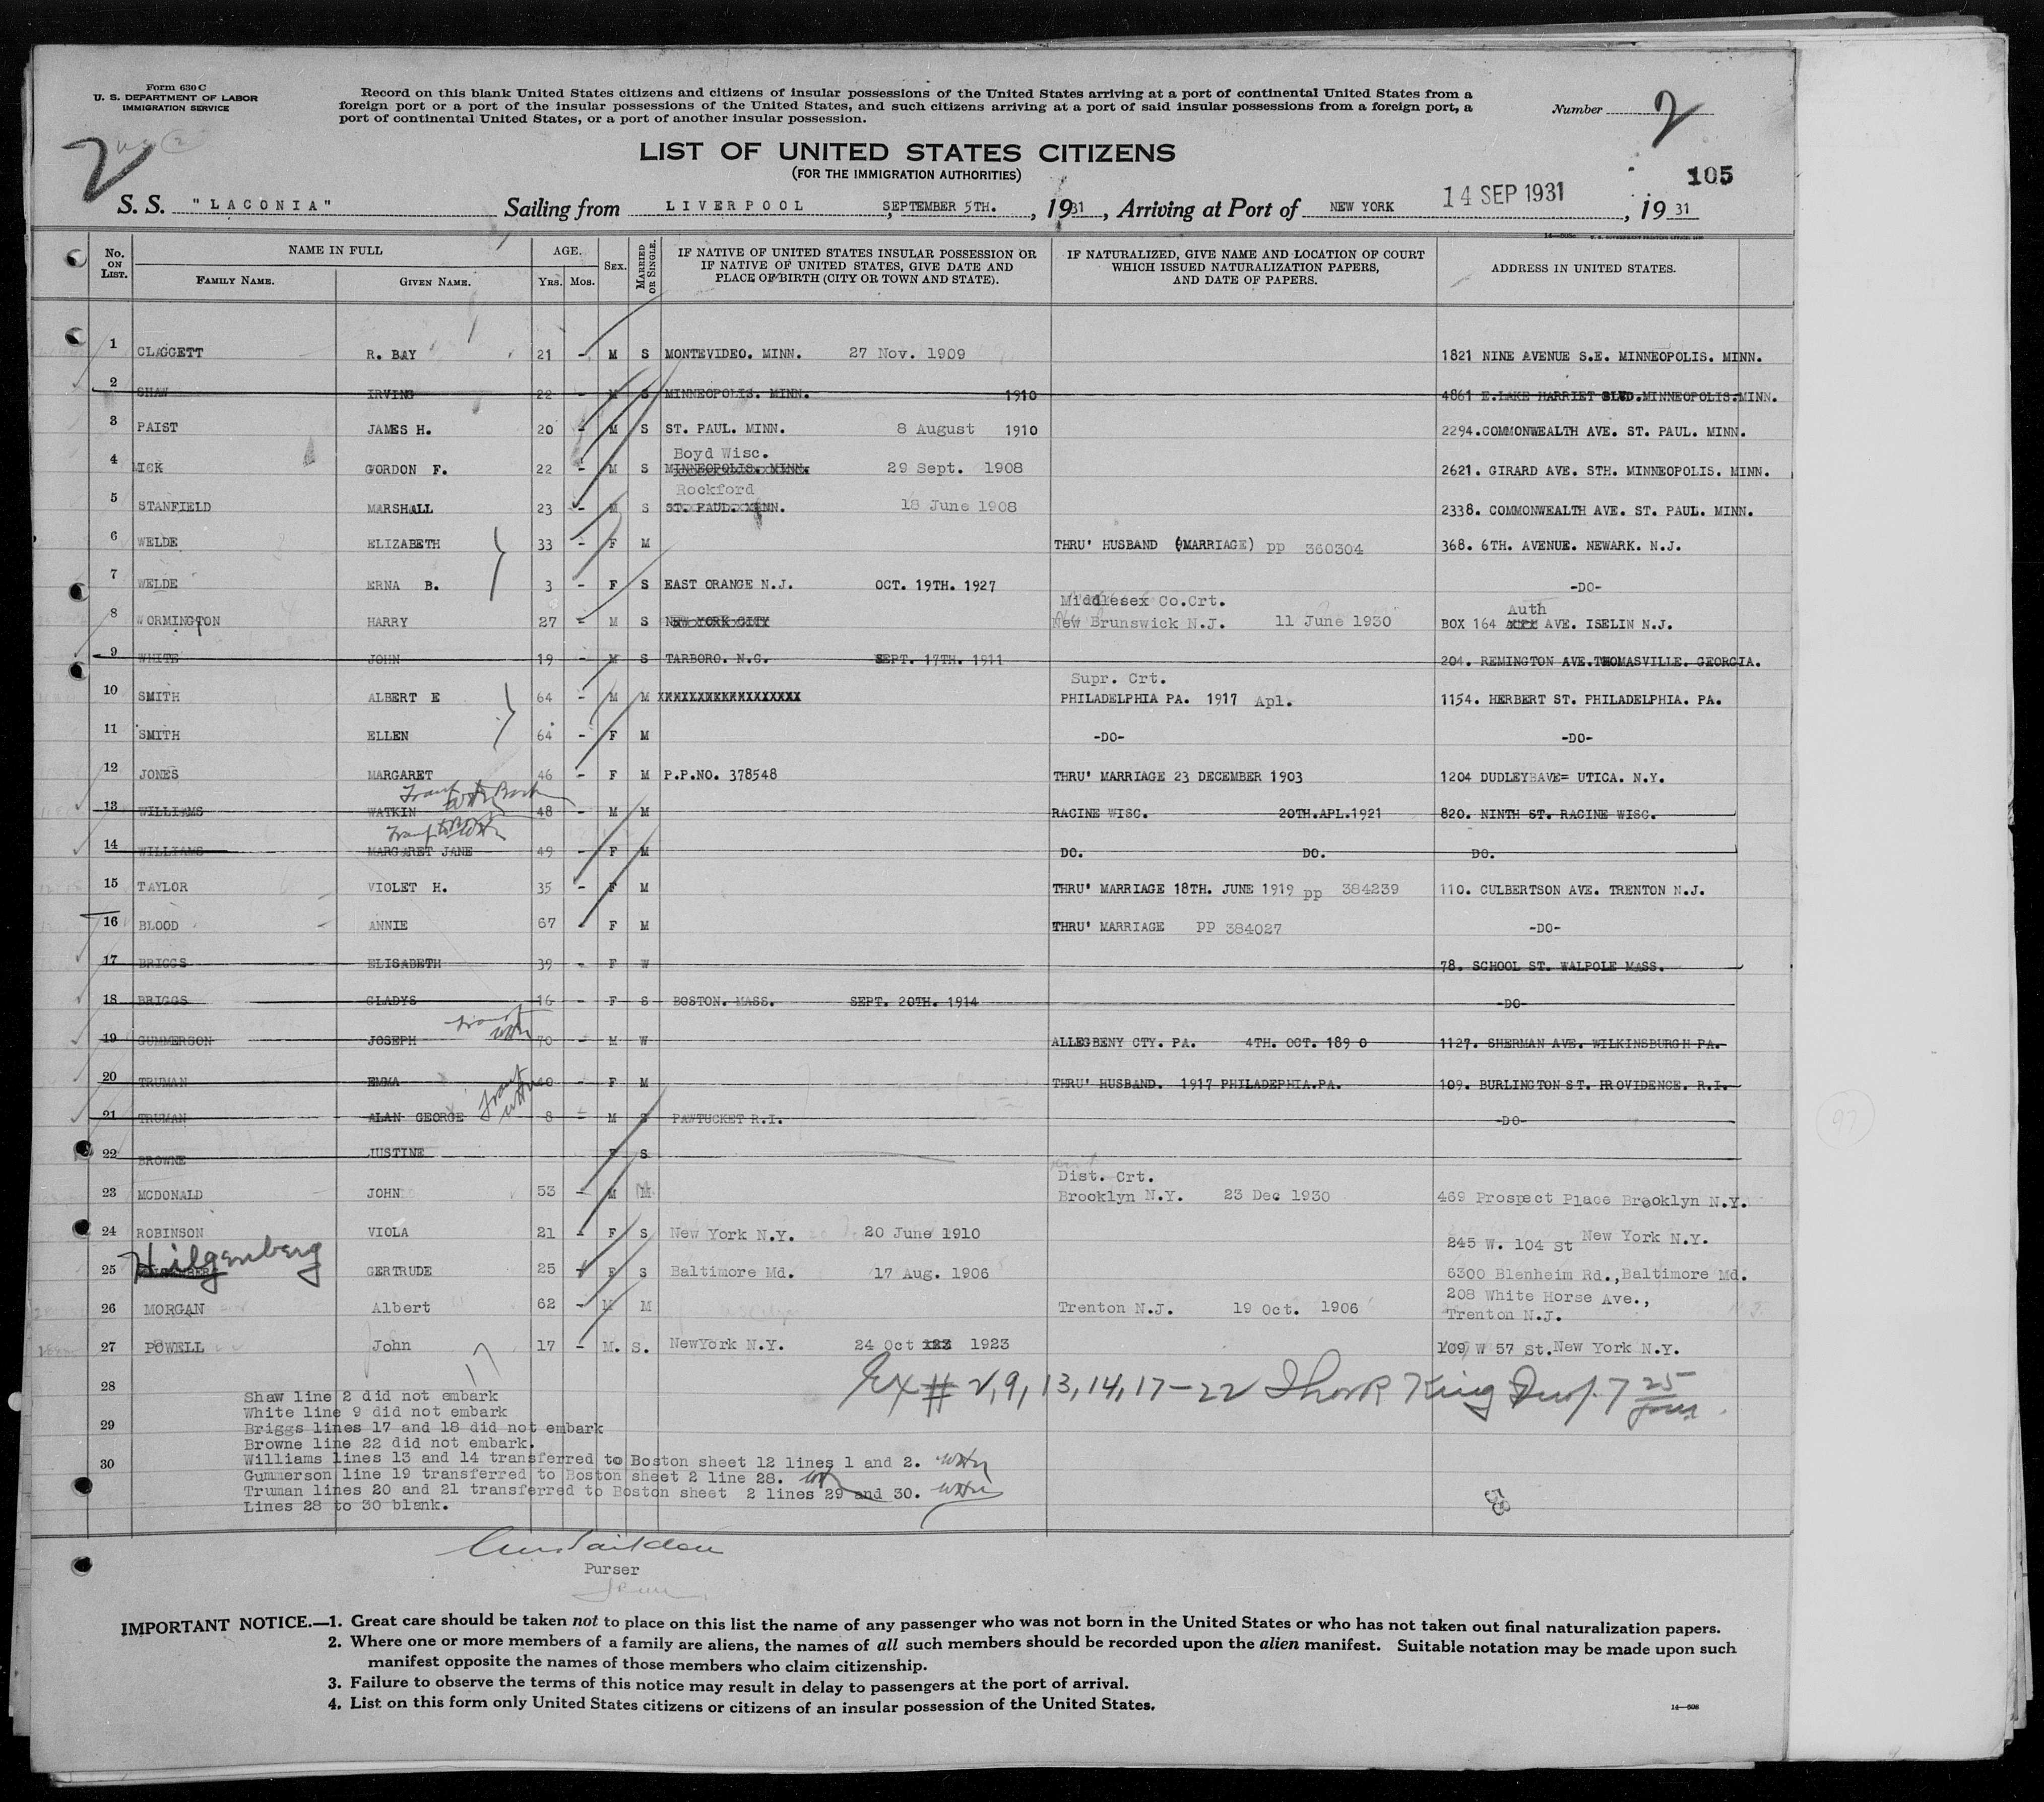 Form 630 C
U. S. DEPARTMENT OF LABOR
IMMIGRATION SERVICE
Record on this blank United States citizens and citizens of insular possessions of the United States arriving at a port of continental United States from a
foreign port or a port of the insular possessions of the United States, and such citizens arriving at a port of said insular possessions from a foreign port, a
port of continental United States, or a port of another insular possession.
Number 2
2
LIST OF UNITED STATES CITIZENS
(FOR THE IMMIGRATION AUTHORITIES)
105
S. S. "LACONIA" Sailing from LIVERPOOL, SEPTEMBER 5TH., 1931, Arriving at Port of NEW YORK 14 SEP 1931, 1931
No. ON LIST. NAME IN FULL FAMILY NAME. GIVEN NAME. AGE. Yrs. Mos. SEX. MARRIED OR SINGLE. IF NATIVE OF UNITED STATES INSULAR POSSESSION OR IF NATIVE OF UNITED STATES, GIVE DATE AND PLACE OF BIRTH (CITY OR TOWN AND STATE). IF NATURALIZED, GIVE NAME AND LOCATION OF COURT WHICH ISSUED NATURALIZATION PAPERS, AND DATE OF PAPERS. ADDRESS IN UNITED STATES.
1 CLAGGETT R. BAY 21 - M S MONTEVIDEO. MINN. 27 Nov. 1909 1821 NINE AVENUE S.E. MINNEOPOLIS. MINN.
2 SHAW IRVING 22 - M S MINNEOPOLIS. MINN. 1910 4861 E.LAKE HARRIET BLVD.MINNEOPOLIS.MINN.
3 PAIST JAMES H. 20 - M S ST. PAUL. MINN. 8 August 1910 2294.COMMONWEALTH AVE. ST. PAUL. MINN.
Boyd Wisc.
4 MICK GORDON F. 22 - M S MINNEOPOLIS. MINN. 29 Sept. 1908 2621. GIRARD AVE. STH. MINNEOPOLIS. MINN.
Rockford
5 STANFIELD MARSHALL 23 - M S ST. PAUL. MINN. 18 June 1908 2338. COMMONWEALTH AVE. ST. PAUL. MINN.
6 WELDE ELIZABETH 33 - F M THRU' HUSBAND (MARRIAGE) pp 360304 368. 6TH. AVENUE. NEWARK. N.J.
7 WELDE ERNA B. 3 - F S EAST ORANGE N.J. OCT. 19TH. 1927 -DO-
Middlesex Co.Crt. Auth
8 WORMINGTON HARRY 27 - M S NEW YORK CITY New Brunswick N.J. 11 June 1930 BOX 164 AVE. ISELIN N.J.
9 WHITE JOHN 19 - M S TARBORO. N.C. SEPT. 17TH. 1911 204. REMINGTON AVE.THOMASVILLE. GEORGIA.
Supr. Crt.
10 SMITH ALBERT E 64 - M M PHILADELPHIA PA. 1917 Apl. 1154. HERBERT ST. PHILADELPHIA. PA.
11 SMITH ELLEN 64 - F M -DO- -DO-
12 JONES MARGARET 46 - F M P.P.NO. 378548 THRU' MARRIAGE 23 DECEMBER 1903 1204 DUDLEY AVE= UTICA. N.Y.
13 WILLIAMS WATKIN 48 - M M RACINE WISC. 20TH.APL.1921 820. NINTH ST. RACINE WISC.
14 WILLIAMS MARGARET JANE 49 - F M DO. DO. DO.
15 TAYLOR VIOLET H. 35 - F M THRU' MARRIAGE 18TH. JUNE 1919 pp 384239 110. CULBERTSON AVE. TRENTON N.J.
16 BLOOD ANNIE 67 F M THRU' MARRIAGE pp 384027 -DO-
17 BRIGGS ELISABETH 39 - F W 78. SCHOOL ST. WALPOLE MASS.
18 BRIGGS GLADYS 16 - F S BOSTON. MASS. SEPT. 20TH. 1914 -DO-
19 GUMMERSON JOSEPH 70 - M W ALLEGBENY CTY. PA. 4TH. OCT. 1890 1127. SHERMAN AVE. WILKINSBURGH PA.
20 TRUMAN EMMA 40 - F M THRU' HUSBAND. 1917 PHILADEPHIA.PA. 109. BURLINGTON ST. PROVIDENCE. R.I.
21 TRUMAN ALAN GEORGE 8 - M S PAWTUCKET R.I. -DO-
22 BROWNE JUSTINE F S
Dist. Crt.
23 MCDONALD JOHN 53 - M M Brooklyn N.Y. 23 Dec 1930 469 Prospect Place Brooklyn N.Y.
24 ROBINSON VIOLA 21 - F S New York N.Y. 20 June 1910 245 W. 104 St New York N.Y.
25 Hilgenberg GERTRUDE 25 - F S Baltimore Md. 17 Aug. 1906 6300 Blenheim Rd.,Baltimore Md.
26 MORGAN Albert 62 - M M Trenton N.J. 19 Oct. 1906 208 White Horse Ave., Trenton N.J.
27 POWELL John 17 - M. S. NewYork N.Y. 24 Oct 1923 109 W 57 St.New York N.Y.
28
Ex # 2, 9, 13, 14, 17-22
Shaw line 2 did not embark
White line 9 did not embark
29 Briggs lines 17 and 18 did not embark
Browne line 22 did not embark.
30 Williams lines 13 and 14 transferred to Boston sheet 12 lines 1 and 2.
Gummerson line 19 transferred to Boston sheet 2 line 28.
Truman lines 20 and 21 transferred to Boston sheet 2 lines 29 and 30.
Lines 28 to 30 blank.
Purser
IMPORTANT NOTICE.—1. Great care should be taken not to place on this list the name of any passenger who was not born in the United States or who has not taken out final naturalization papers.
2. Where one or more members of a family are aliens, the names of all such members should be recorded upon the alien manifest. Suitable notation may be made upon such
manifest opposite the names of those members who claim citizenship.
3. Failure to observe the terms of this notice may result in delay to passengers at the port of arrival.
4. List on this form only United States citizens or citizens of an insular possession of the United States.
14—508
97